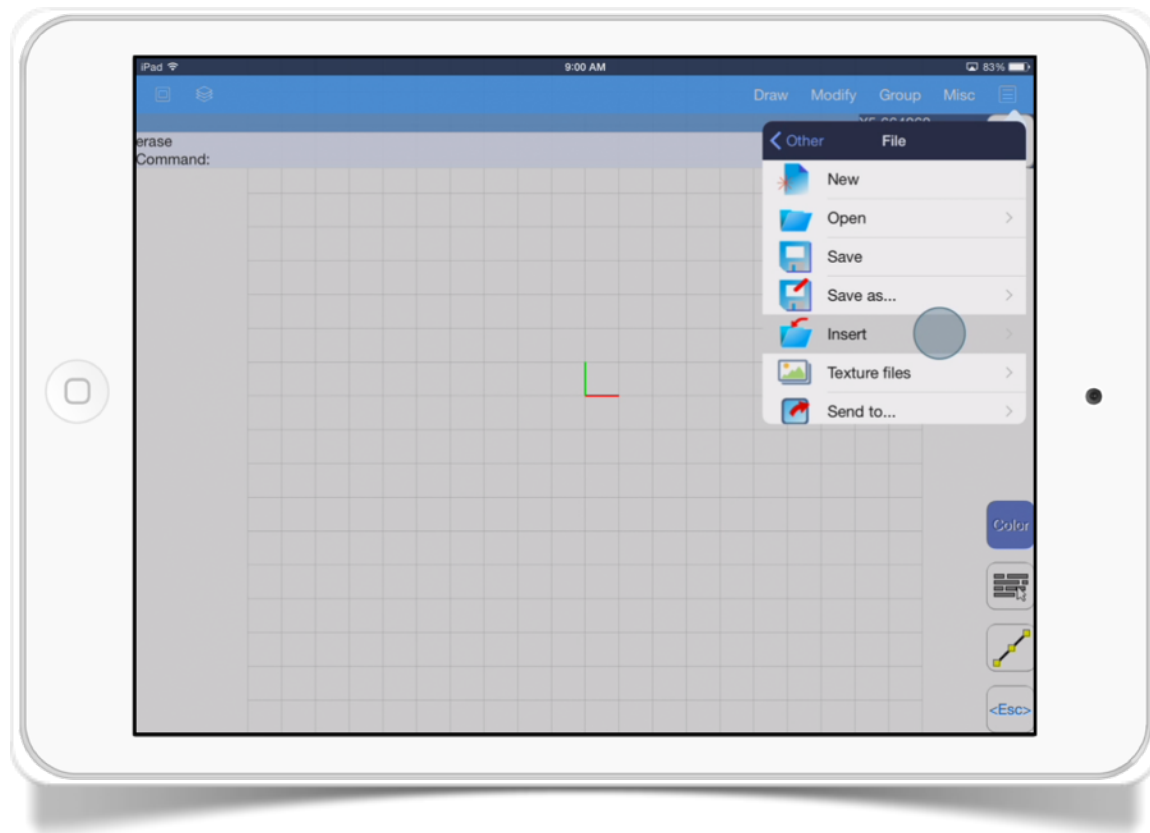 iPad 9:00 AM 83%
Draw Modify Group Misc
erase
Command:
Other File
New
Open
Save
Save as...
Insert
Texture files
Send to...
Color
<Esc>